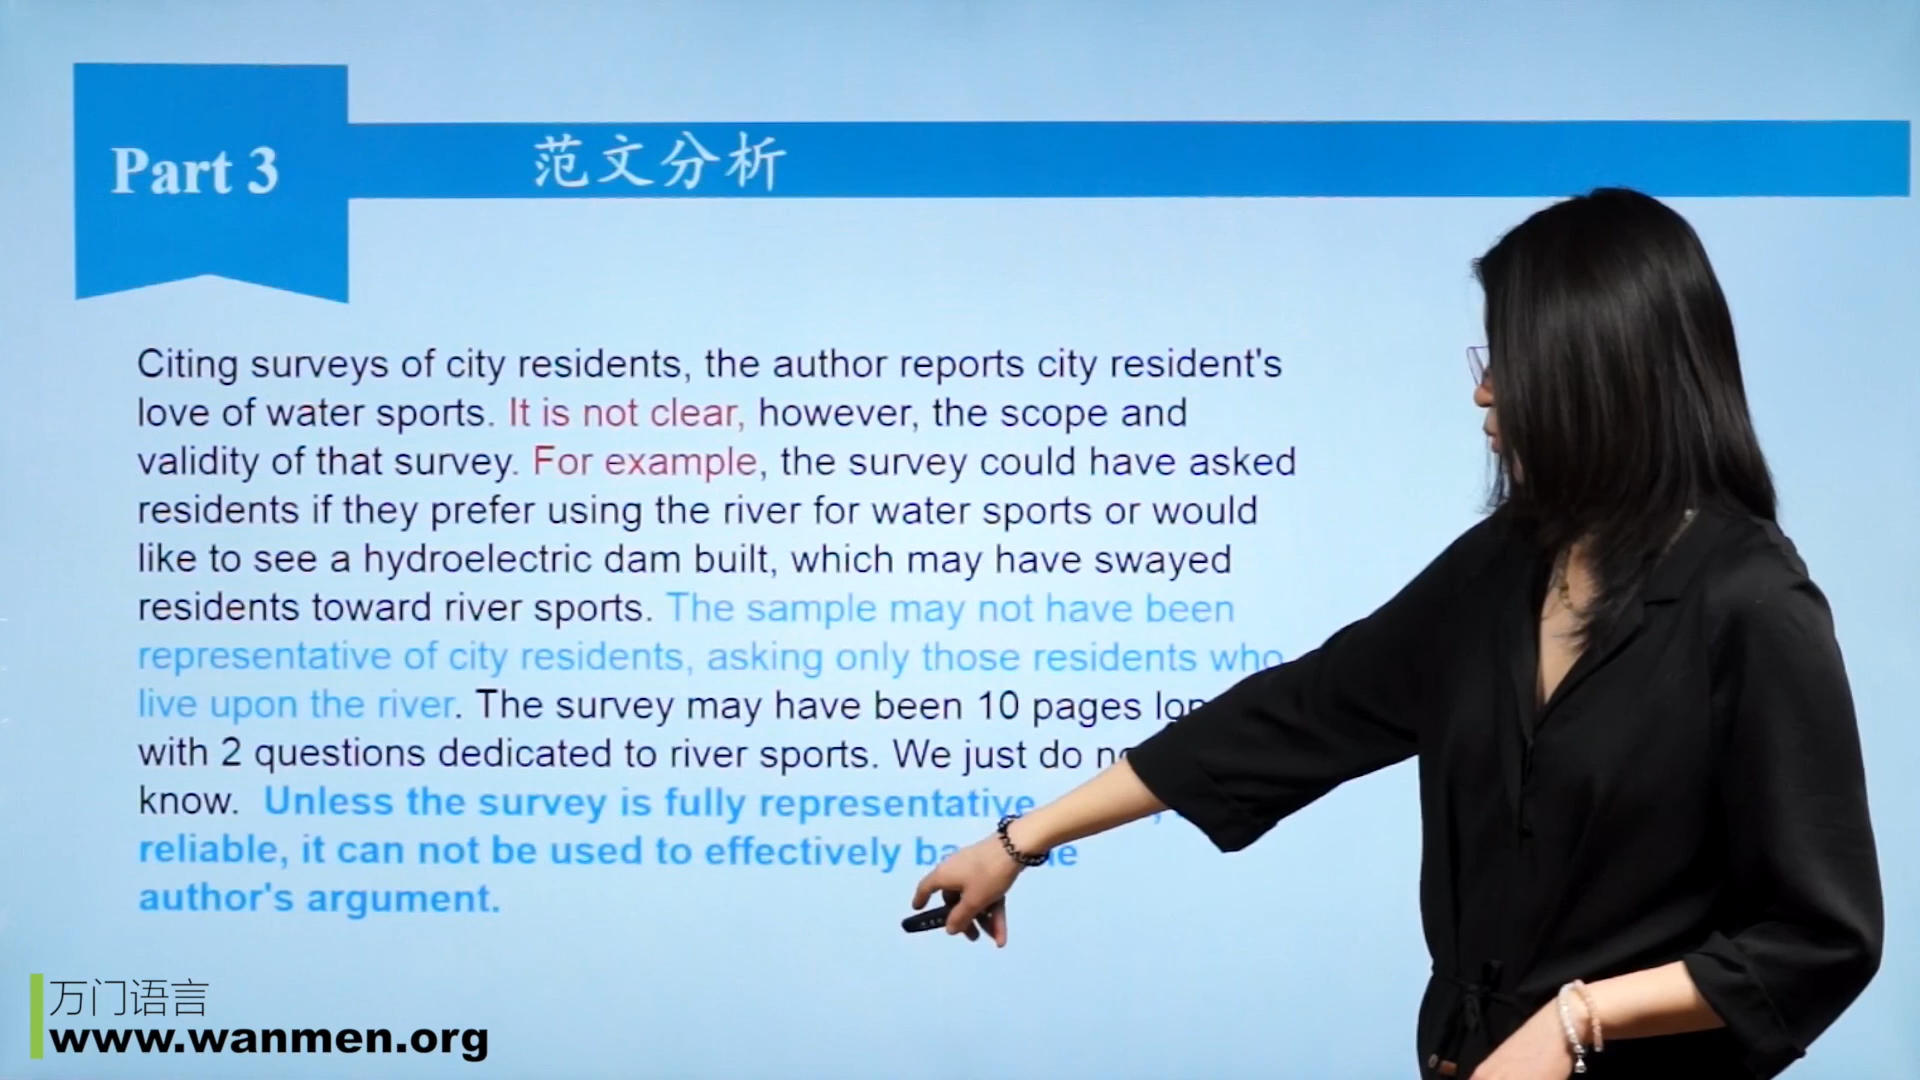 Part 3
范文分析
Citing surveys of city residents, the author reports city resident's
love of water sports. It is not clear, however, the scope and
validity of that survey. For example, the survey could have asked
residents if they prefer using the river for water sports or would
like to see a hydroelectric dam built, which may have swayed
residents toward river sports. The sample may not have been
representative of city residents, asking only those residents who
live upon the river. The survey may have been 10 pages
with 2 questions dedicated to river sports. We just do
know. Unless the survey is fully representative
reliable, it can not be used to effectively
author's argument.
万门语言
www.wanmen.org